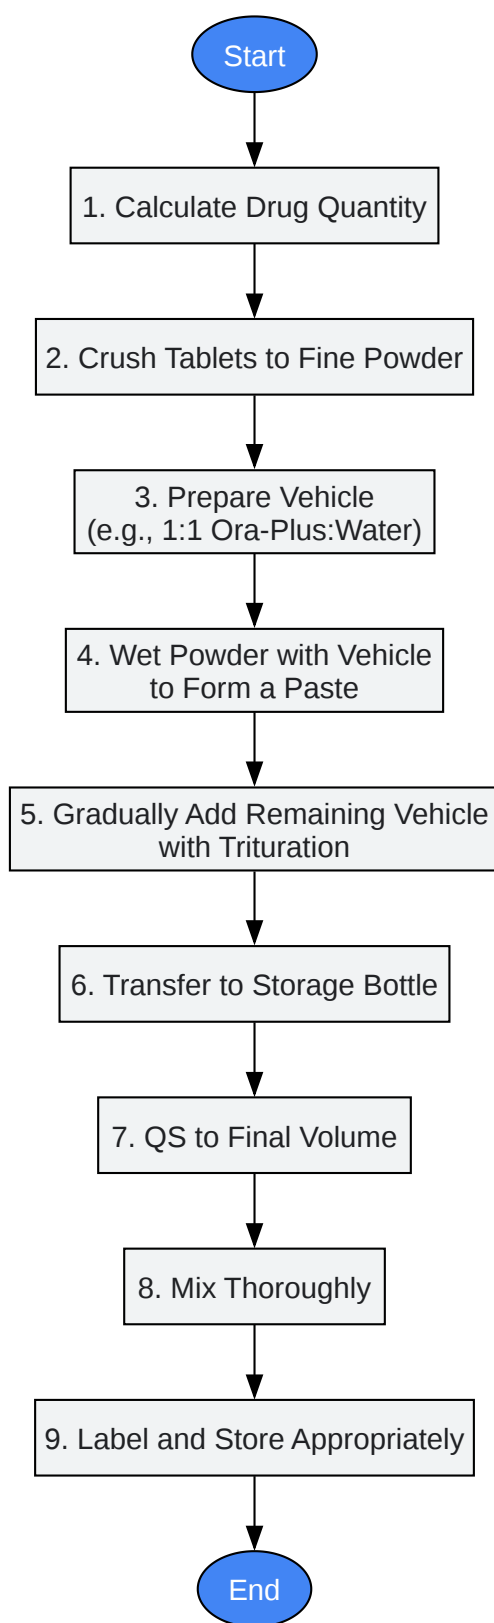 Start
1. Calculate Drug Quantity
2. Crush Tablets to Fine Powder
3. Prepare Vehicle
(e.g., 1:1 Ora-Plus:Water)
4. Wet Powder with Vehicle
to Form a Paste
5. Gradually Add Remaining Vehicle
with Trituration
6. Transfer to Storage Bottle
7. QS to Final Volume
8. Mix Thoroughly
9. Label and Store Appropriately
End